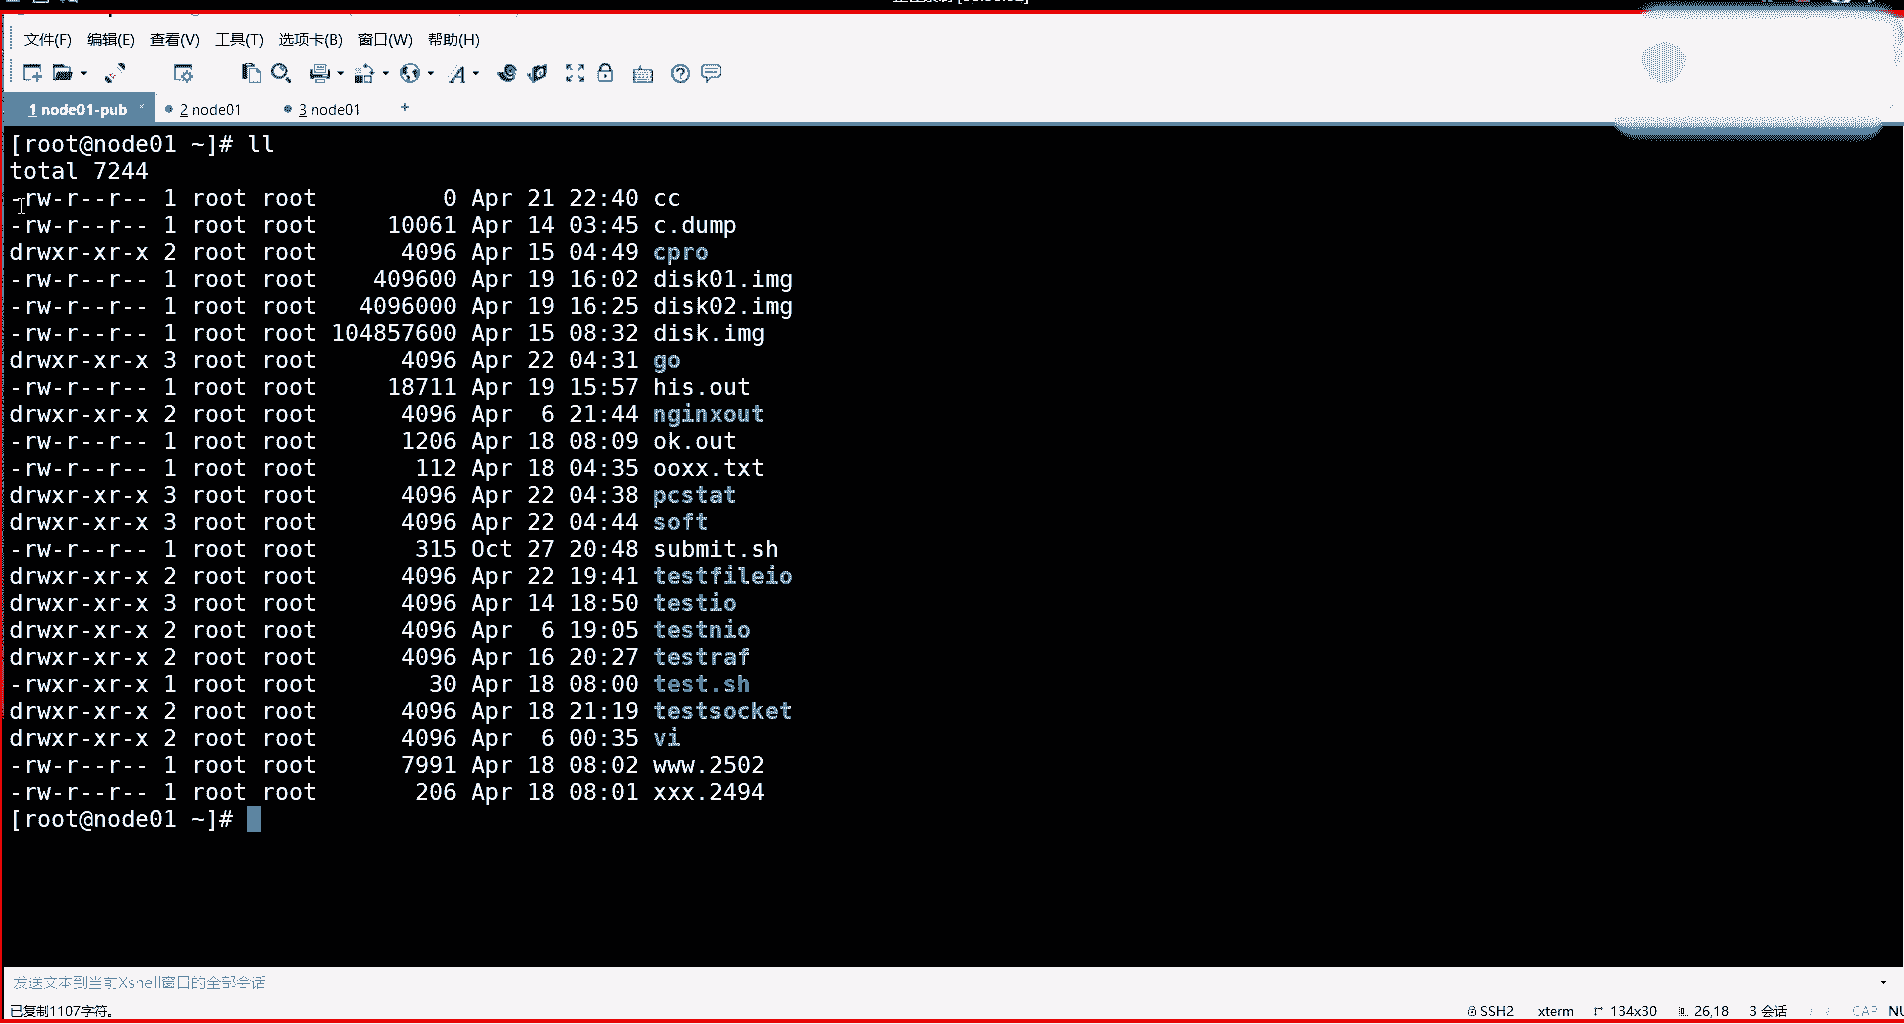 文件(F) 编辑(E) 查看(V) 工具(T) 选项卡(B) 窗口(W) 帮助(H)
1 node01-pub 2 node01 3 node01 +
[root@node01 ~]# ll
total 7244
-rw-r--r-- 1 root root 0 Apr 21 22:40 cc
-rw-r--r-- 1 root root 10061 Apr 14 03:45 c.dump
drwxr-xr-x 2 root root 4096 Apr 15 04:49 cpro
-rw-r--r-- 1 root root 409600 Apr 19 16:02 disk01.img
-rw-r--r-- 1 root root 4096000 Apr 19 16:25 disk02.img
-rw-r--r-- 1 root root 104857600 Apr 15 08:32 disk.img
drwxr-xr-x 3 root root 4096 Apr 22 04:31 go
-rw-r--r-- 1 root root 18711 Apr 19 15:57 his.out
drwxr-xr-x 2 root root 4096 Apr 6 21:44 nginxout
-rw-r--r-- 1 root root 1206 Apr 18 08:09 ok.out
-rw-r--r-- 1 root root 112 Apr 18 04:35 ooxx.txt
drwxr-xr-x 3 root root 4096 Apr 22 04:38 pcstat
drwxr-xr-x 3 root root 4096 Apr 22 04:44 soft
-rw-r--r-- 1 root root 315 Oct 27 20:48 submit.sh
drwxr-xr-x 2 root root 4096 Apr 22 19:41 testfileio
drwxr-xr-x 3 root root 4096 Apr 14 18:50 testio
drwxr-xr-x 2 root root 4096 Apr 6 19:05 testnio
drwxr-xr-x 2 root root 4096 Apr 16 20:27 testraf
-rwxr-xr-x 1 root root 30 Apr 18 08:00 test.sh
drwxr-xr-x 2 root root 4096 Apr 18 21:19 testsocket
drwxr-xr-x 2 root root 4096 Apr 6 00:35 vi
-rw-r--r-- 1 root root 7991 Apr 18 08:02 www.2502
-rw-r--r-- 1 root root 206 Apr 18 08:01 xxx.2494
[root@node01 ~]#
发送文本到当前Xshell窗口的全部会话
已复制1107字符。 SSH2 xterm 134x30 26,18 3 会话 CAP